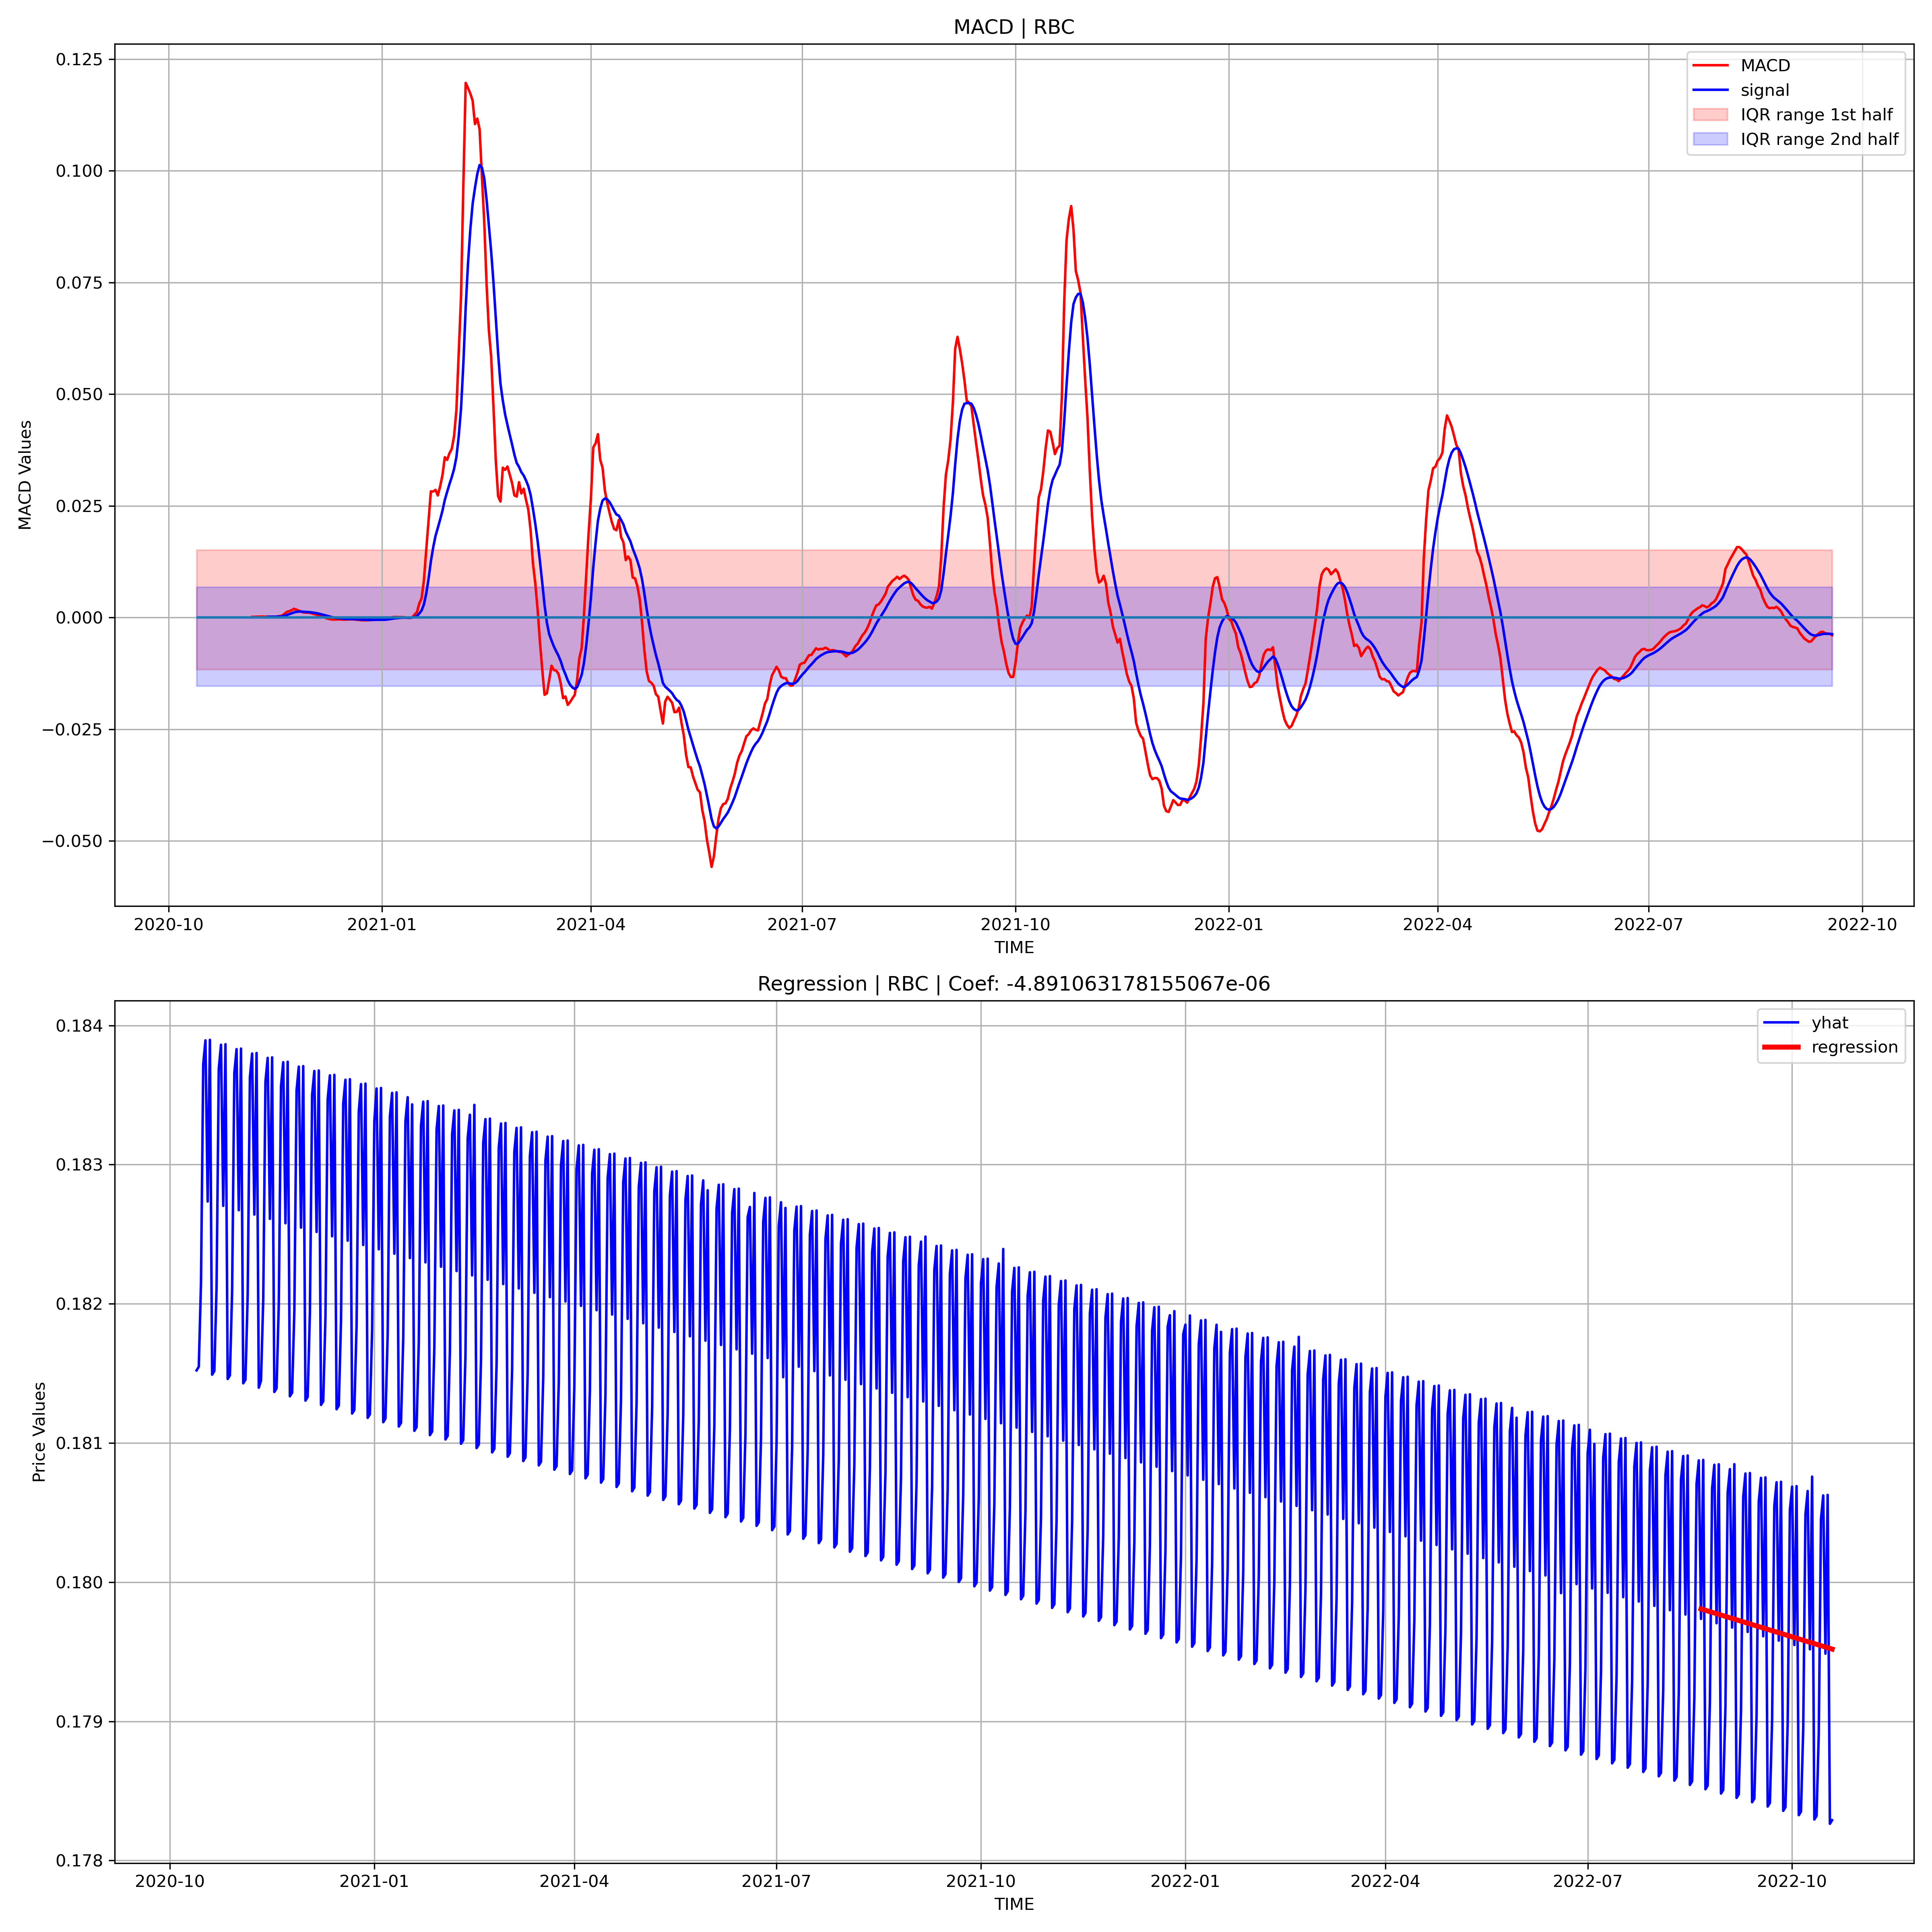 MACD | RBC
0.125
0.100
0.075
0.050
0.025
0.000
−0.025
−0.050
MACD Values
MACD
signal
IQR range 1st half
IQR range 2nd half
2020-10 2021-01 2021-04 2021-07 2021-10 2022-01 2022-04 2022-07 2022-10
TIME
Regression | RBC | Coef: -4.891063178155067e-06
0.184
0.183
0.182
0.181
0.180
0.179
0.178
Price Values
yhat
regression
2020-10 2021-01 2021-04 2021-07 2021-10 2022-01 2022-04 2022-07 2022-10
TIME